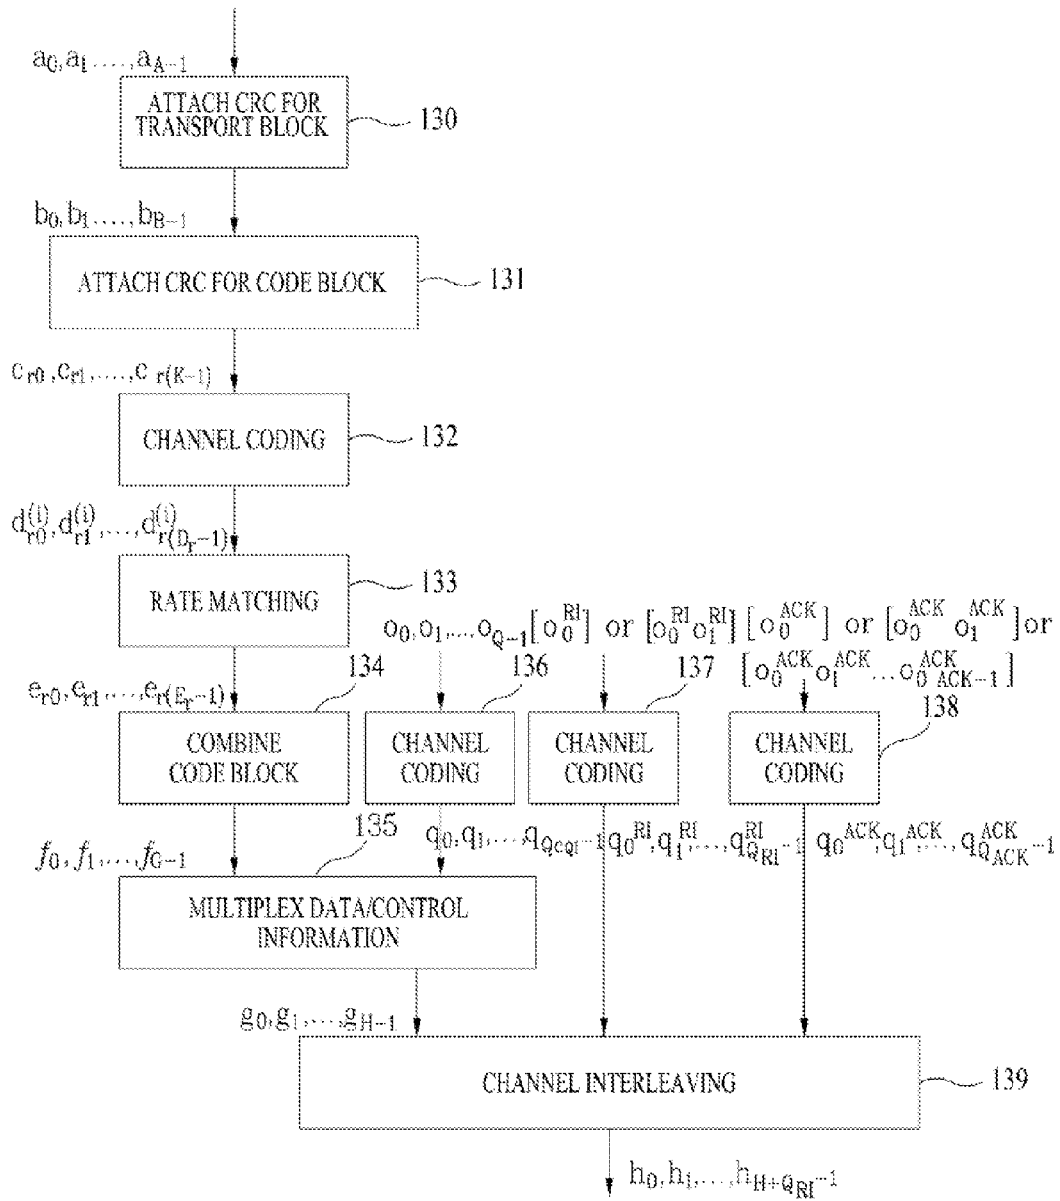 a0, a1 ...., aA-1
ATTACH CRC FOR
TRANSPORT BLOCK
130
b0, b1 ...., bB-1
ATTACH CRC FOR CODE BLOCK
131
cr0, cr1, ...., cr(K-1)
CHANNEL CODING
132
dr0(i), dr1(i), ..., dr(Dr-1)(i)
RATE MATCHING
133
o0, o1, ..., oQ-1 [o0RI] or [o0RI o1RI] [o0ACK] or [o0ACK o1ACK] or
[o0ACK o1ACK ... o0ACK ACK-1]
er0, er1, ..., er(Er-1)
134
136
137
138
COMBINE
CODE BLOCK
CHANNEL
CODING
CHANNEL
CODING
CHANNEL
CODING
f0, f1, ..., fG-1
135
q0, q1, ..., qQCQI-1
q0RI, q1RI, ..., qQRI-1RI
q0ACK, q1ACK, ..., qQACK-1ACK
MULTIPLEX DATA/CONTROL
INFORMATION
g0, g1, ..., gH-1
CHANNEL INTERLEAVING
139
h0, h1, ..., hH+QRI-1